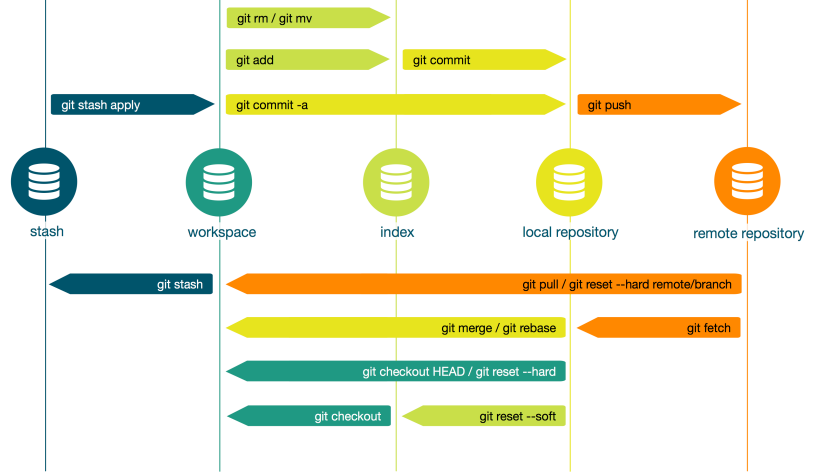 git rm / git mv
git add
git commit
git stash apply
git commit -a
git push
stash
workspace
index
local repository
remote repository
git stash
git pull / git reset --hard remote/branch
git merge / git rebase
git fetch
git checkout HEAD / git reset --hard
git checkout
git reset --soft